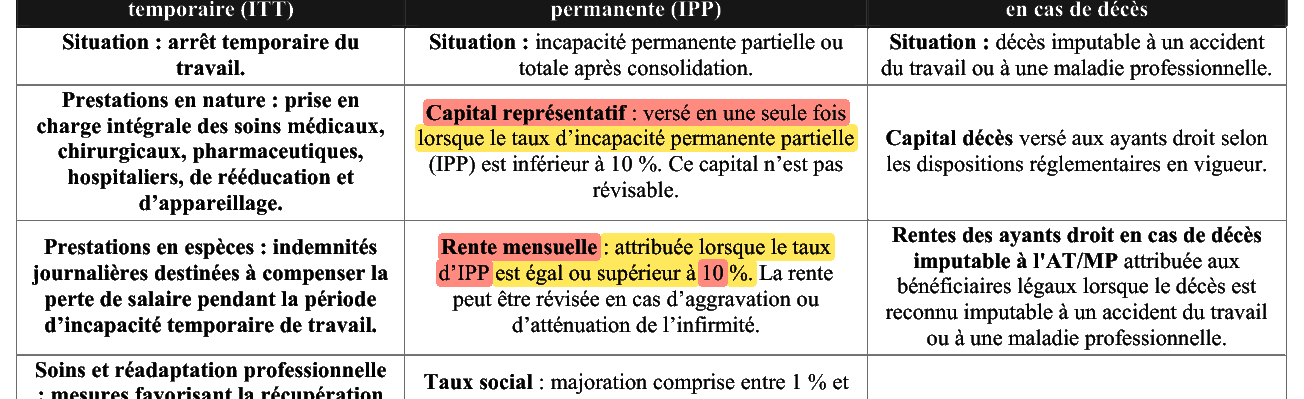 temporaire (ITT)
permanente (IPP)
en cas de décès
Situation : arrêt temporaire du
travail.
Situation : incapacité permanente partielle ou
totale après consolidation.
Situation : décès imputable à un accident
du travail ou à une maladie professionnelle.
Prestations en nature : prise en
charge intégrale des soins médicaux,
chirurgicaux, pharmaceutiques,
hospitaliers, de rééducation et
d’appareillage.
Capital représentatif : versé en une seule fois
lorsque le taux d’incapacité permanente partielle
(IPP) est inférieur à 10 %. Ce capital n’est pas
révisable.
Capital décès versé aux ayants droit selon
les dispositions réglementaires en vigueur.
Prestations en espèces : indemnités
journalières destinées à compenser la
perte de salaire pendant la période
d’incapacité temporaire de travail.
Rente mensuelle : attribuée lorsque le taux
d’IPP est égal ou supérieur à 10 %. La rente
peut être révisée en cas d’aggravation ou
d’atténuation de l’infirmité.
Rentes des ayants droit en cas de décès
imputable à l'AT/MP attribuée aux
bénéficiaires légaux lorsque le décès est
reconnu imputable à un accident du travail
ou à une maladie professionnelle.
Soins et réadaptation professionnelle
: mesures favorisant la récupération
Taux social : majoration comprise entre 1 % et